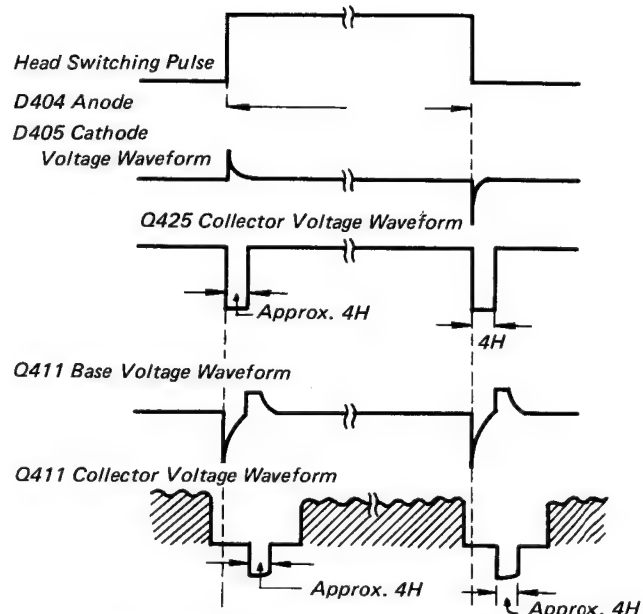 Head Switching Pulse
D404 Anode
D405 Cathode
Voltage Waveform
Q425 Collector Voltage Waveform
Approx. 4H
4H
Q411 Base Voltage Waveform
Q411 Collector Voltage Waveform
Approx. 4H
Approx. 4H